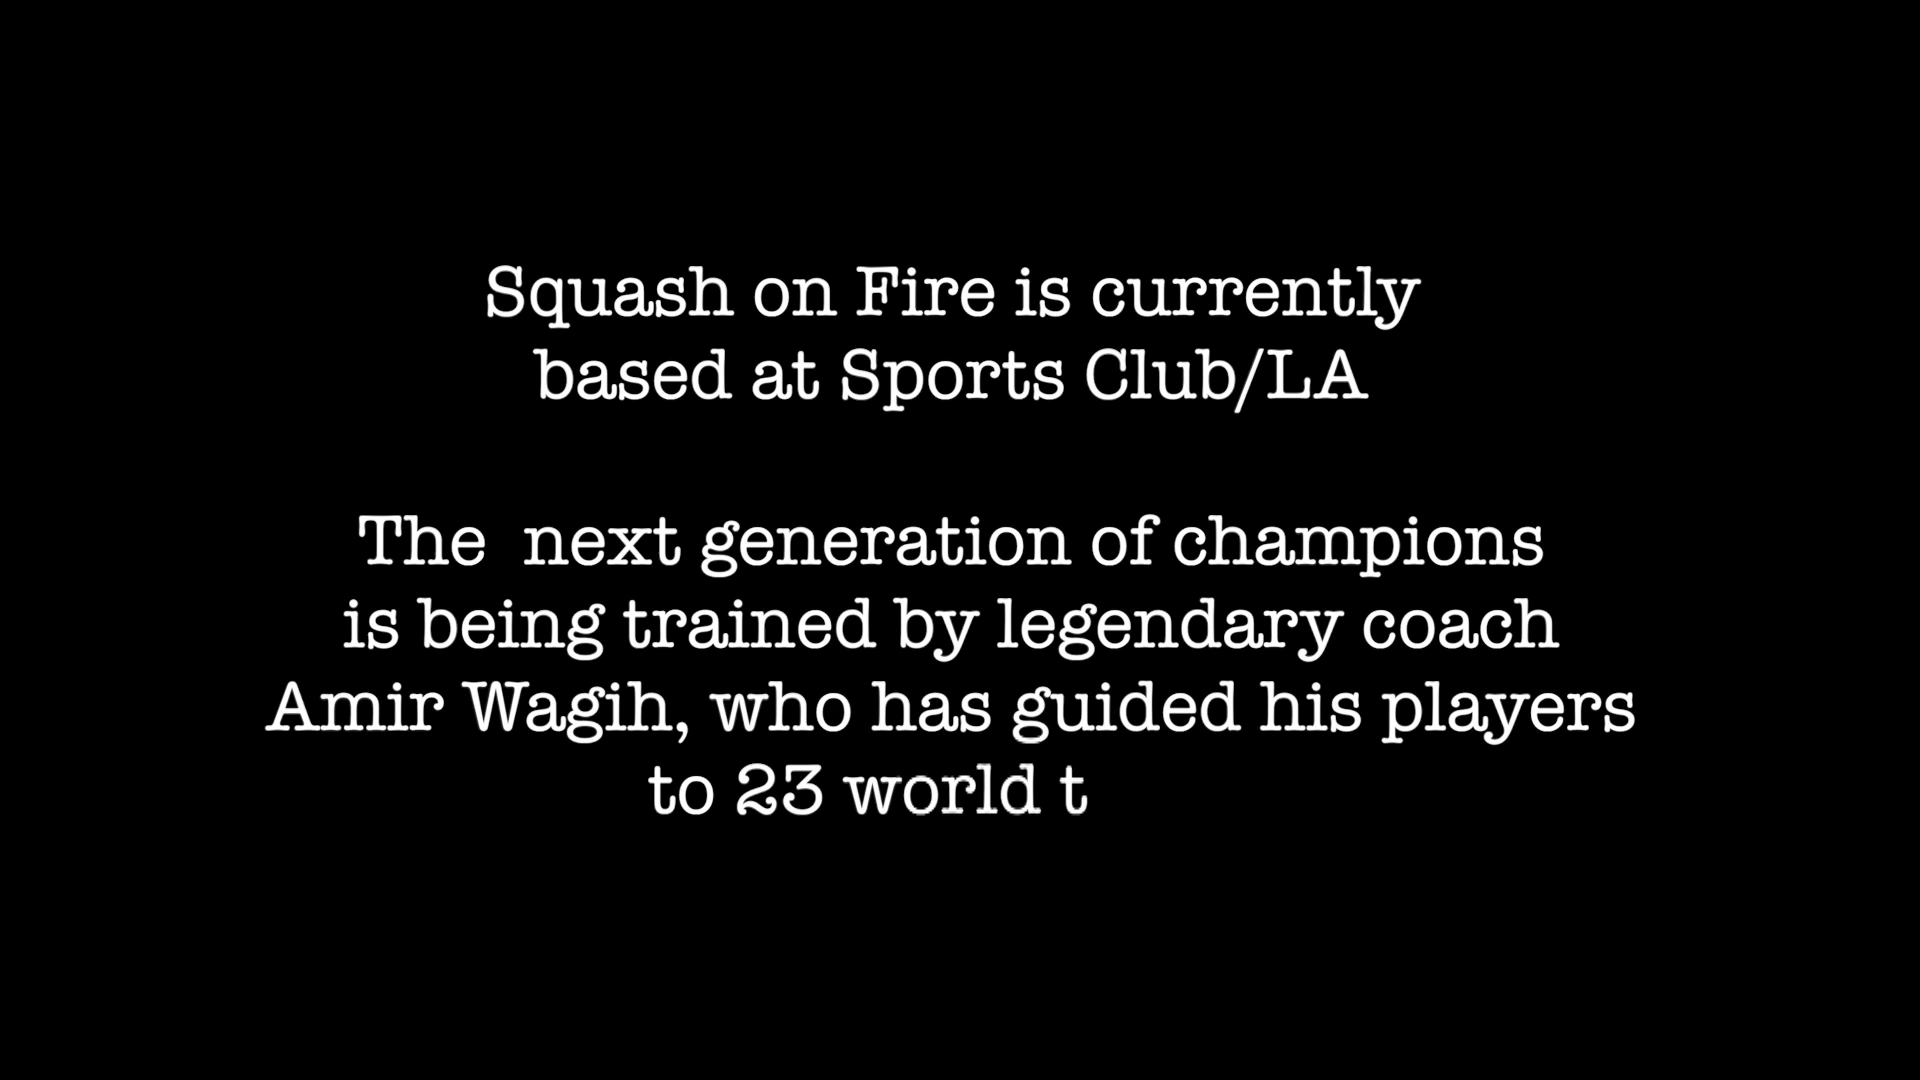 Squash on Fire is currently
based at Sports Club/LA
The  next generation of champions
is being trained by legendary coach
Amir Wagih, who has guided his players
to 23 world t